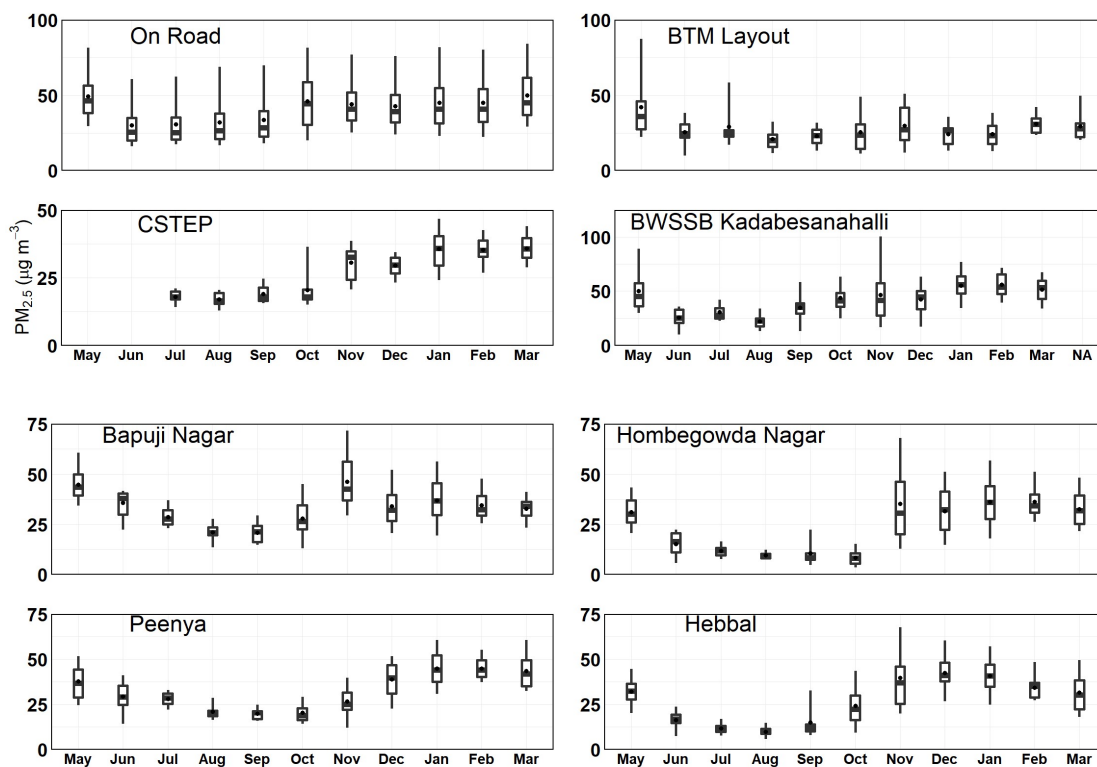 100
50
0
On Road
100
50
0
BTM Layout
PM2.5 (μg m−3)
50
25
0
CSTEP
May Jun Jul Aug Sep Oct Nov Dec Jan Feb Mar
100
50
0
BWSSB Kadabesanahalli
May Jun Jul Aug Sep Oct Nov Dec Jan Feb Mar NA
75
50
25
0
Bapuji Nagar
75
50
25
0
Hombegowda Nagar
75
50
25
0
Peenya
May Jun Jul Aug Sep Oct Nov Dec Jan Feb Mar
75
50
25
0
Hebbal
May Jun Jul Aug Sep Oct Nov Dec Jan Feb Mar